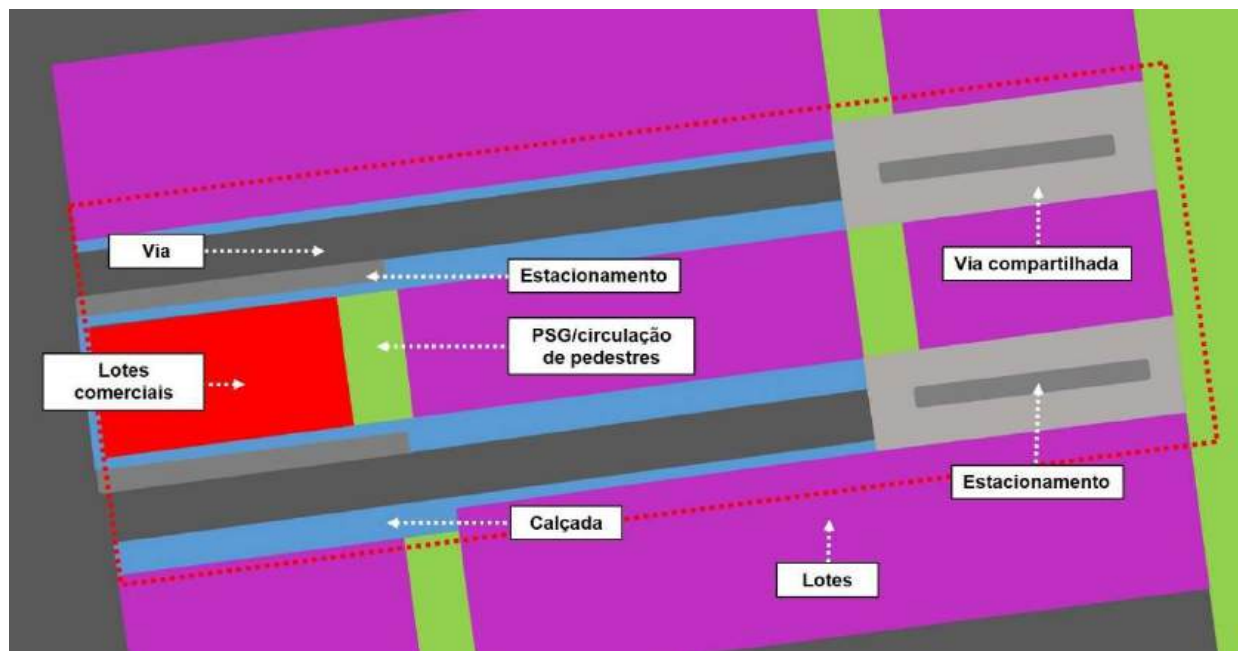 Via
Estacionamento
Via compartilhada
PSG/circulação
de pedestres
Lotes
comerciais
Estacionamento
Calçada
Lotes